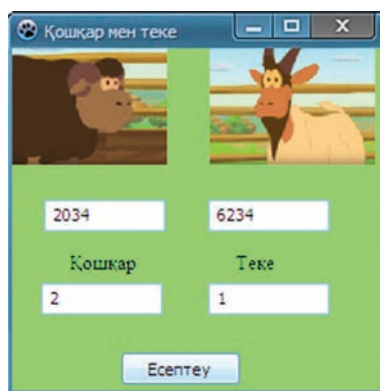 Қошқар мен теке
2034 6234
Қошқар Теке
2 1
Есептеу